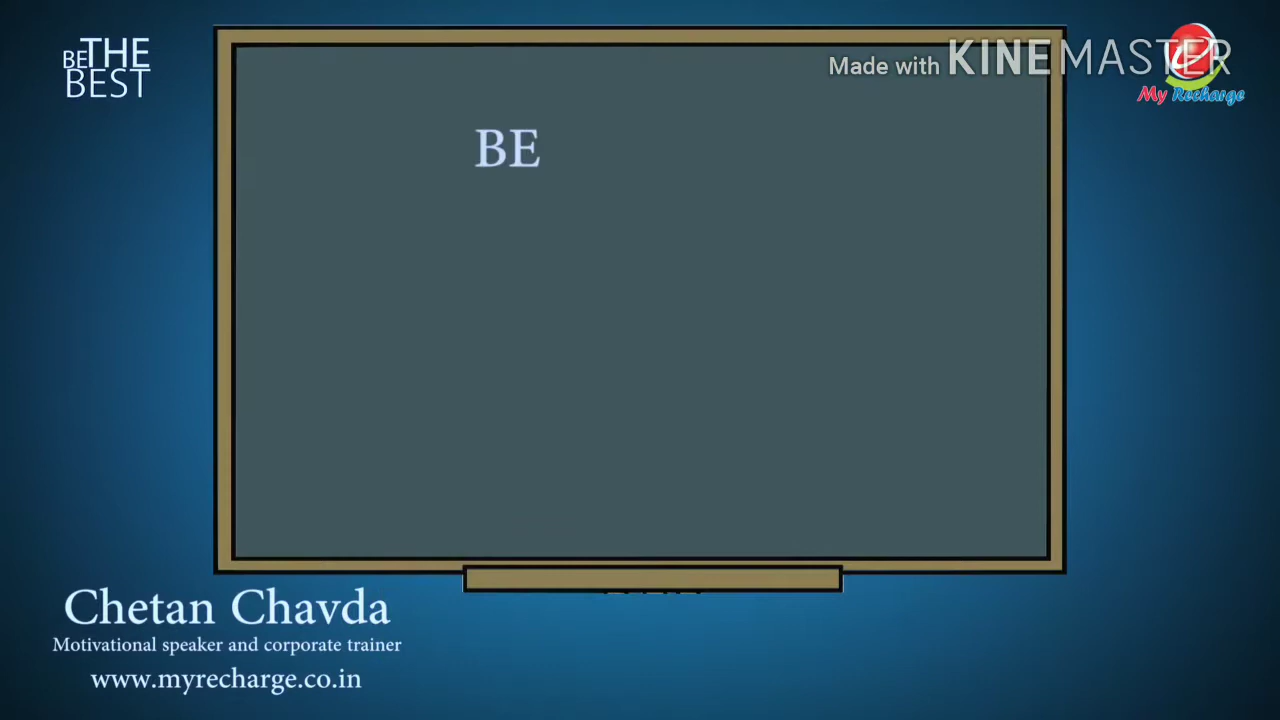 BE THE
BEST
Made with KINEMASTER
My Recharge
BE
Chetan Chavda
Motivational speaker and corporate trainer
www.myrecharge.co.in